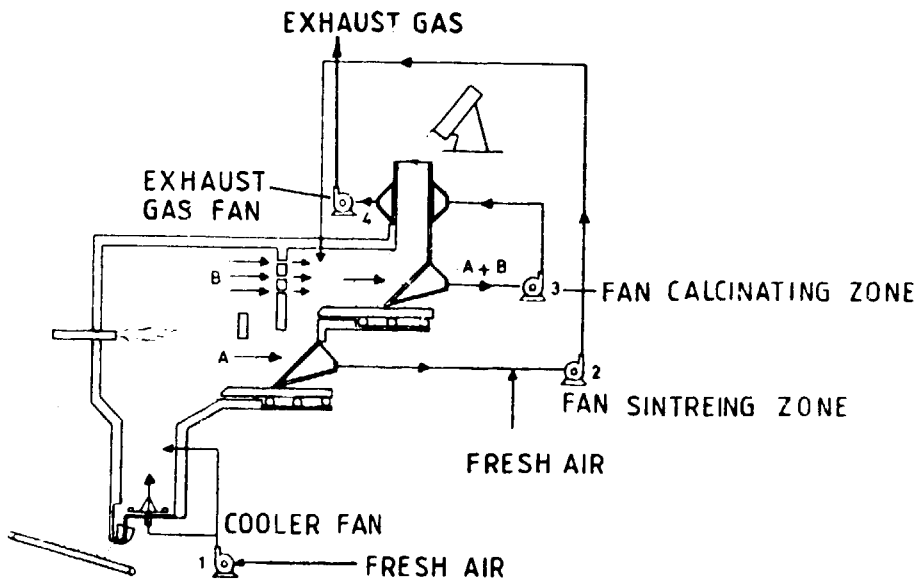 EXHAUST GAS
EXHAUST
GAS FAN
4
B
A + B
3
FAN CALCINATING ZONE
A
2
FAN SINTREING ZONE
FRESH AIR
COOLER FAN
1
FRESH AIR